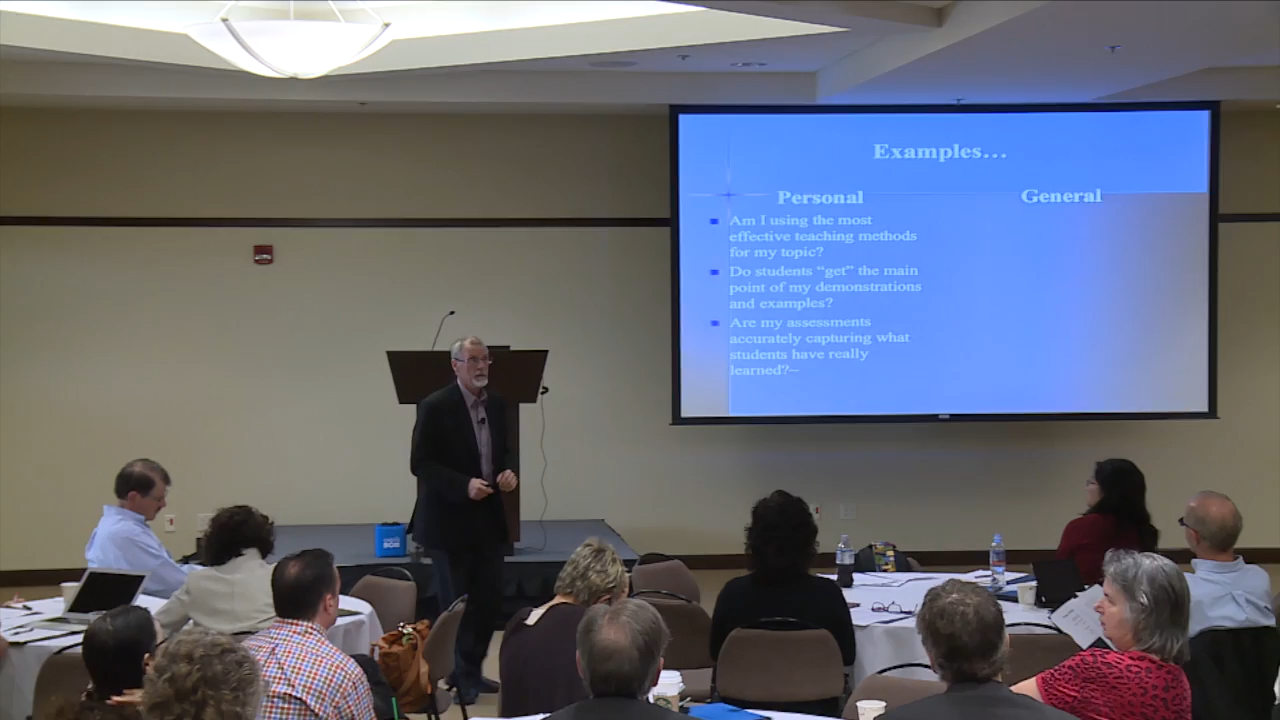 Examples…
Personal
General
Am I using the most
effective teaching methods
for my topic?
Do students “get” the main
point of my demonstrations
and examples?
Are my assessments
accurately capturing what
students have really
learned?~